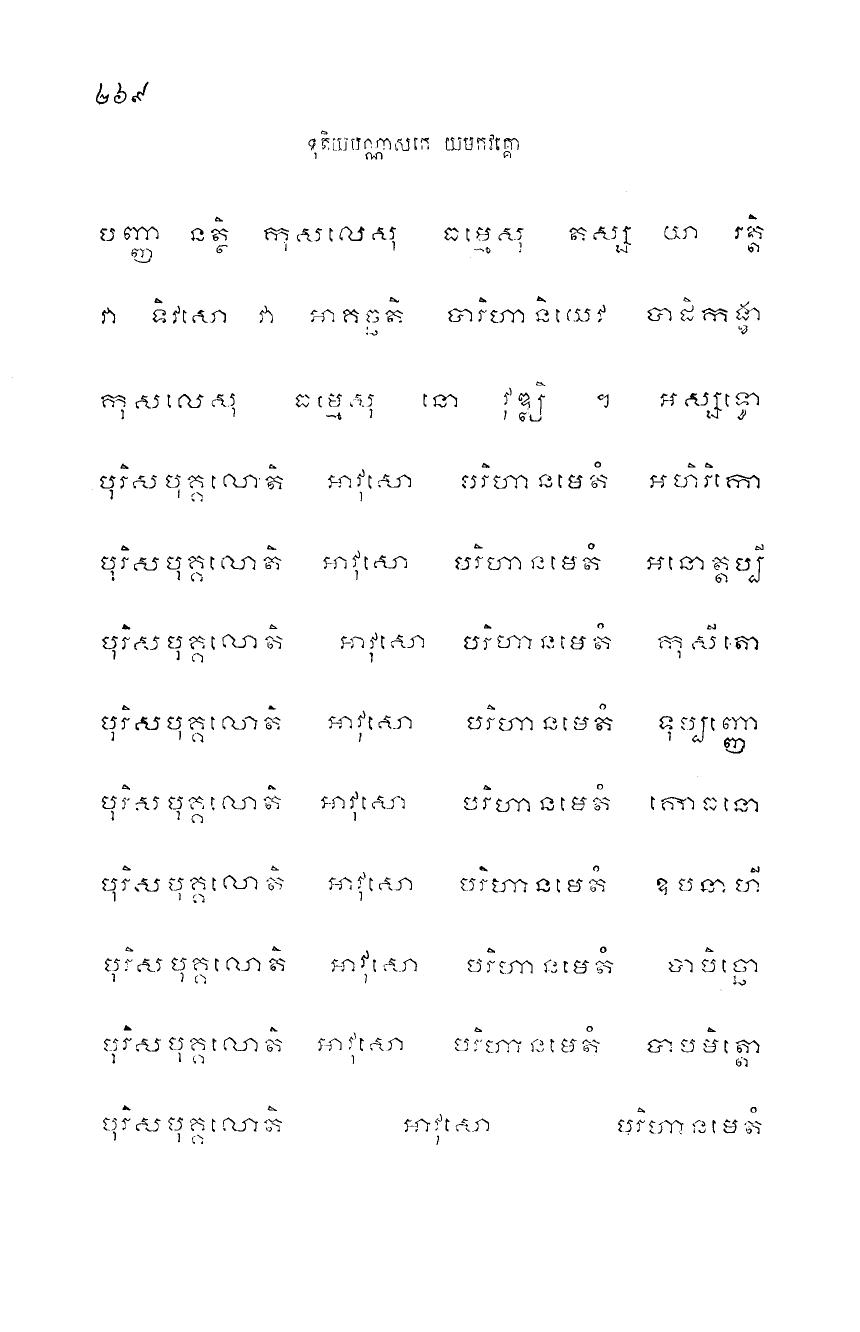 ២៦៩
ទុតិយបណ្ណាសកេ យមកវគ្គោ
បញ្ញា នត្ថិ កុសលេសុ ធម្មេសុ តស្ស យា រត្តិ
វា ទិវសោ វា អាគច្ឆតិ បារិហានិយេវ បាដិកង្ខា
កុសលេសុ ធម្មេសុ នោ វុឌ្ឍិ ។ អស្សទ្ធោ
បុរិសបុគ្គលោតិ អាវុសោ បរិហានមេតំ អហិរិកោ
បុរិសបុគ្គលោតិ អាវុសោ បរិហានមេតំ អនោត្តប្បី
បុរិសបុគ្គលោតិ អាវុសោ បរិហានមេតំ កុសីតោ
បុរិសបុគ្គលោតិ អាវុសោ បរិហានមេតំ ទុប្បញ្ញោ
បុរិសបុគ្គលោតិ អាវុសោ បរិហានមេតំ កោធនោ
បុរិសបុគ្គលោតិ អាវុសោ បរិហានមេតំ ឧបនាហី
បុរិសបុគ្គលោតិ អាវុសោ បរិហានមេតំ បាបិច្ឆោ
បុរិសបុគ្គលោតិ អាវុសោ បរិហានមេតំ បាបមិត្តោ
បុរិសបុគ្គលោតិ អាវុសោ បរិហានមេតំ